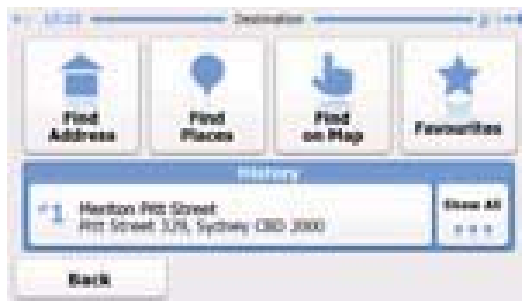 Destination
Find
Address
Find
Places
Find
on Map
Favourites
History
#1
Pitt Street
Show All
Pitt Street 329, Sydney CBD 2000
Back